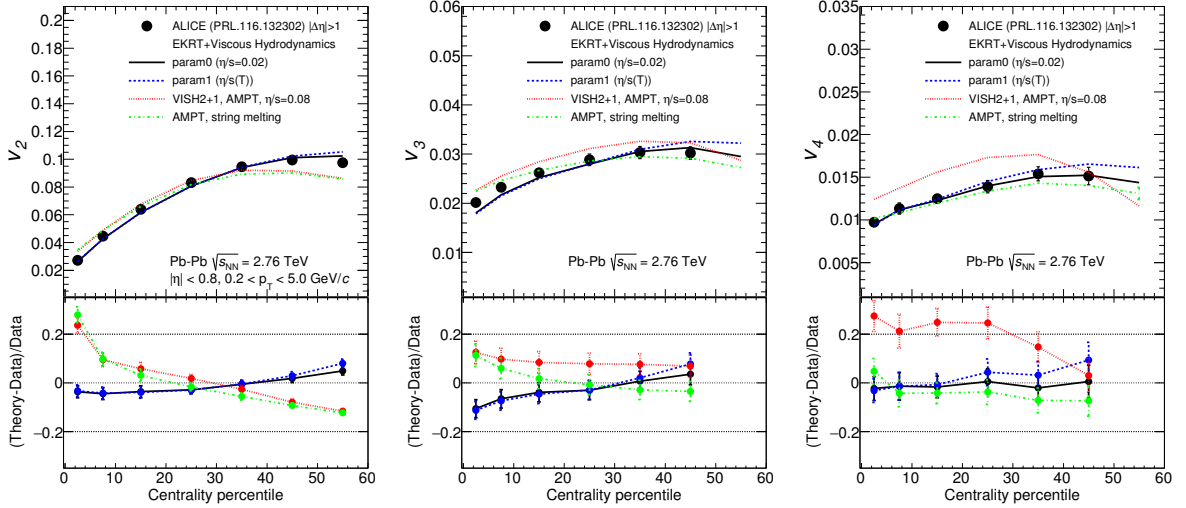 v₂
0.2
0.18
0.16
0.14
0.12
0.1
0.08
0.06
0.04
0.02
ALICE (PRL.116.132302) |Δη|>1
EKRT+Viscous Hydrodynamics
param0 (η/s=0.02)
param1 (η/s(T))
VISH2+1, AMPT, η/s=0.08
AMPT, string melting
Pb-Pb √s_NN = 2.76 TeV
|η| < 0.8, 0.2 < p_T < 5.0 GeV/c
(Theory-Data)/Data
0.2
0
−0.2
0 10 20 30 40 50 60
Centrality percentile
v₃
0.06
0.05
0.04
0.03
0.02
0.01
ALICE (PRL.116.132302) |Δη|>1
EKRT+Viscous Hydrodynamics
param0 (η/s=0.02)
param1 (η/s(T))
VISH2+1, AMPT, η/s=0.08
AMPT, string melting
Pb-Pb √s_NN = 2.76 TeV
(Theory-Data)/Data
0.2
0
−0.2
0 10 20 30 40 50 60
Centrality percentile
v₄
0.035
0.03
0.025
0.02
0.015
0.01
0.005
ALICE (PRL.116.132302) |Δη|>1
EKRT+Viscous Hydrodynamics
param0 (η/s=0.02)
param1 (η/s(T))
VISH2+1, AMPT, η/s=0.08
AMPT, string melting
Pb-Pb √s_NN = 2.76 TeV
(Theory-Data)/Data
0.2
0
−0.2
0 10 20 30 40 50 60
Centrality percentile